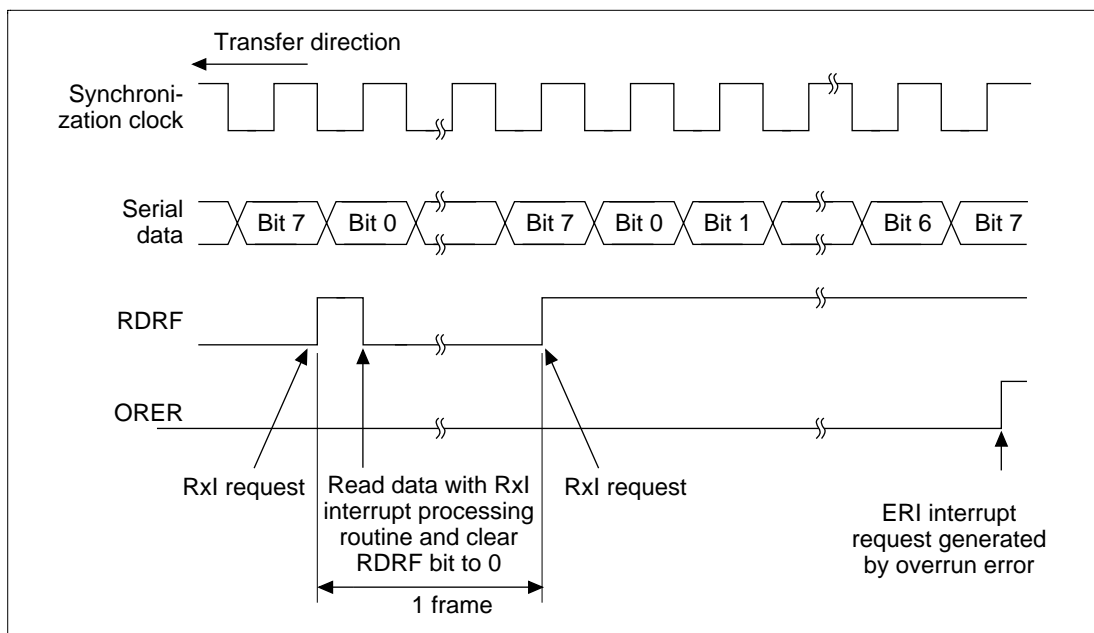 Transfer direction
Synchroni-
zation clock
Serial
data
Bit 7
Bit 0
Bit 7
Bit 0
Bit 1
Bit 6
Bit 7
RDRF
ORER
RxI request
Read data with RxI
interrupt processing
routine and clear
RDRF bit to 0
RxI request
ERI interrupt
request generated
by overrun error
1 frame